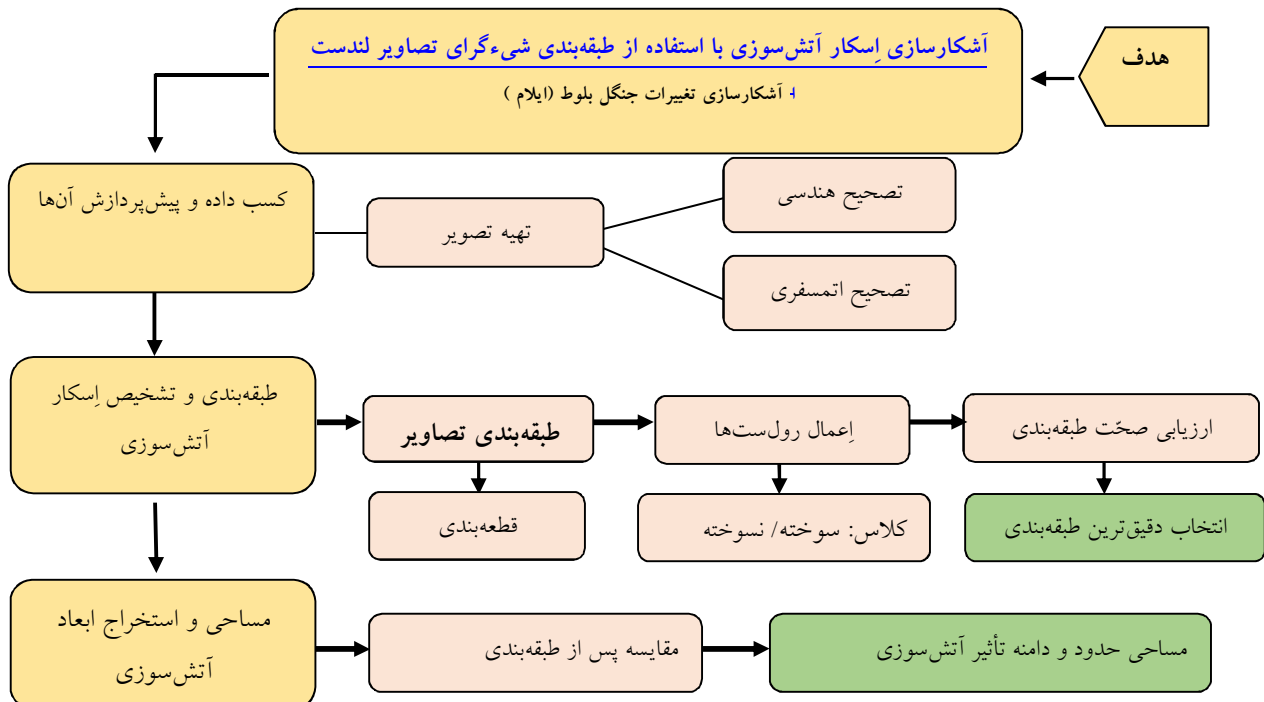 هدف
آشکارسازی اِسکار آتش‌سوزی با استفاده از طبقه‌بندی شیءگرای تصاویر لندست
آشکارسازی تغییرات جنگل بلوط (ایلام )
کسب داده و پیش‌پردازش آن‌ها
تهیه تصویر
تصحیح هندسی
تصحیح اتمسفری
طبقه‌بندی و تشخیص اِسکار
آتش‌سوزی
طبقه‌بندی تصاویر
اِعمال رول‌ست‌ها
ارزیابی صحّت طبقه‌بندی
قطعه‌بندی
کلاس: سوخته/ نسوخته
انتخاب دقیق‌ترین طبقه‌بندی
مساحی و استخراج ابعاد
آتش‌سوزی
مقایسه پس از طبقه‌بندی
مساحی حدود و دامنه تأثیر آتش‌سوزی